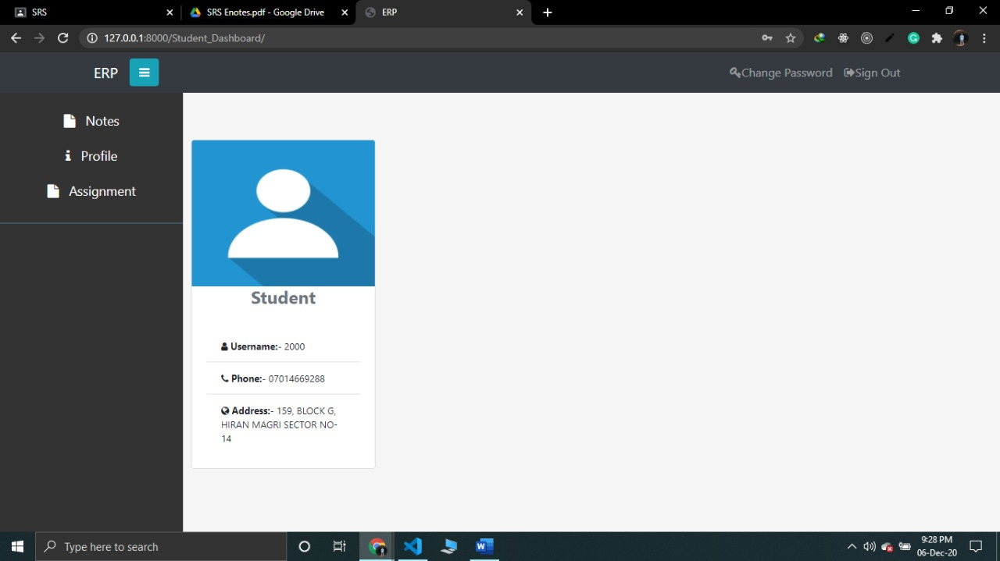 SRS
SRS Enotes.pdf - Google Drive
ERP
127.0.0.1:8000/Student_Dashboard/
ERP
Change Password
Sign Out
Notes
Profile
Assignment
Student
Username:- 2000
Phone:- 07014669288
Address:- 159, BLOCK G,
HIRAN MAGRI SECTOR NO-
14
Type here to search
9:28 PM
06-Dec-20